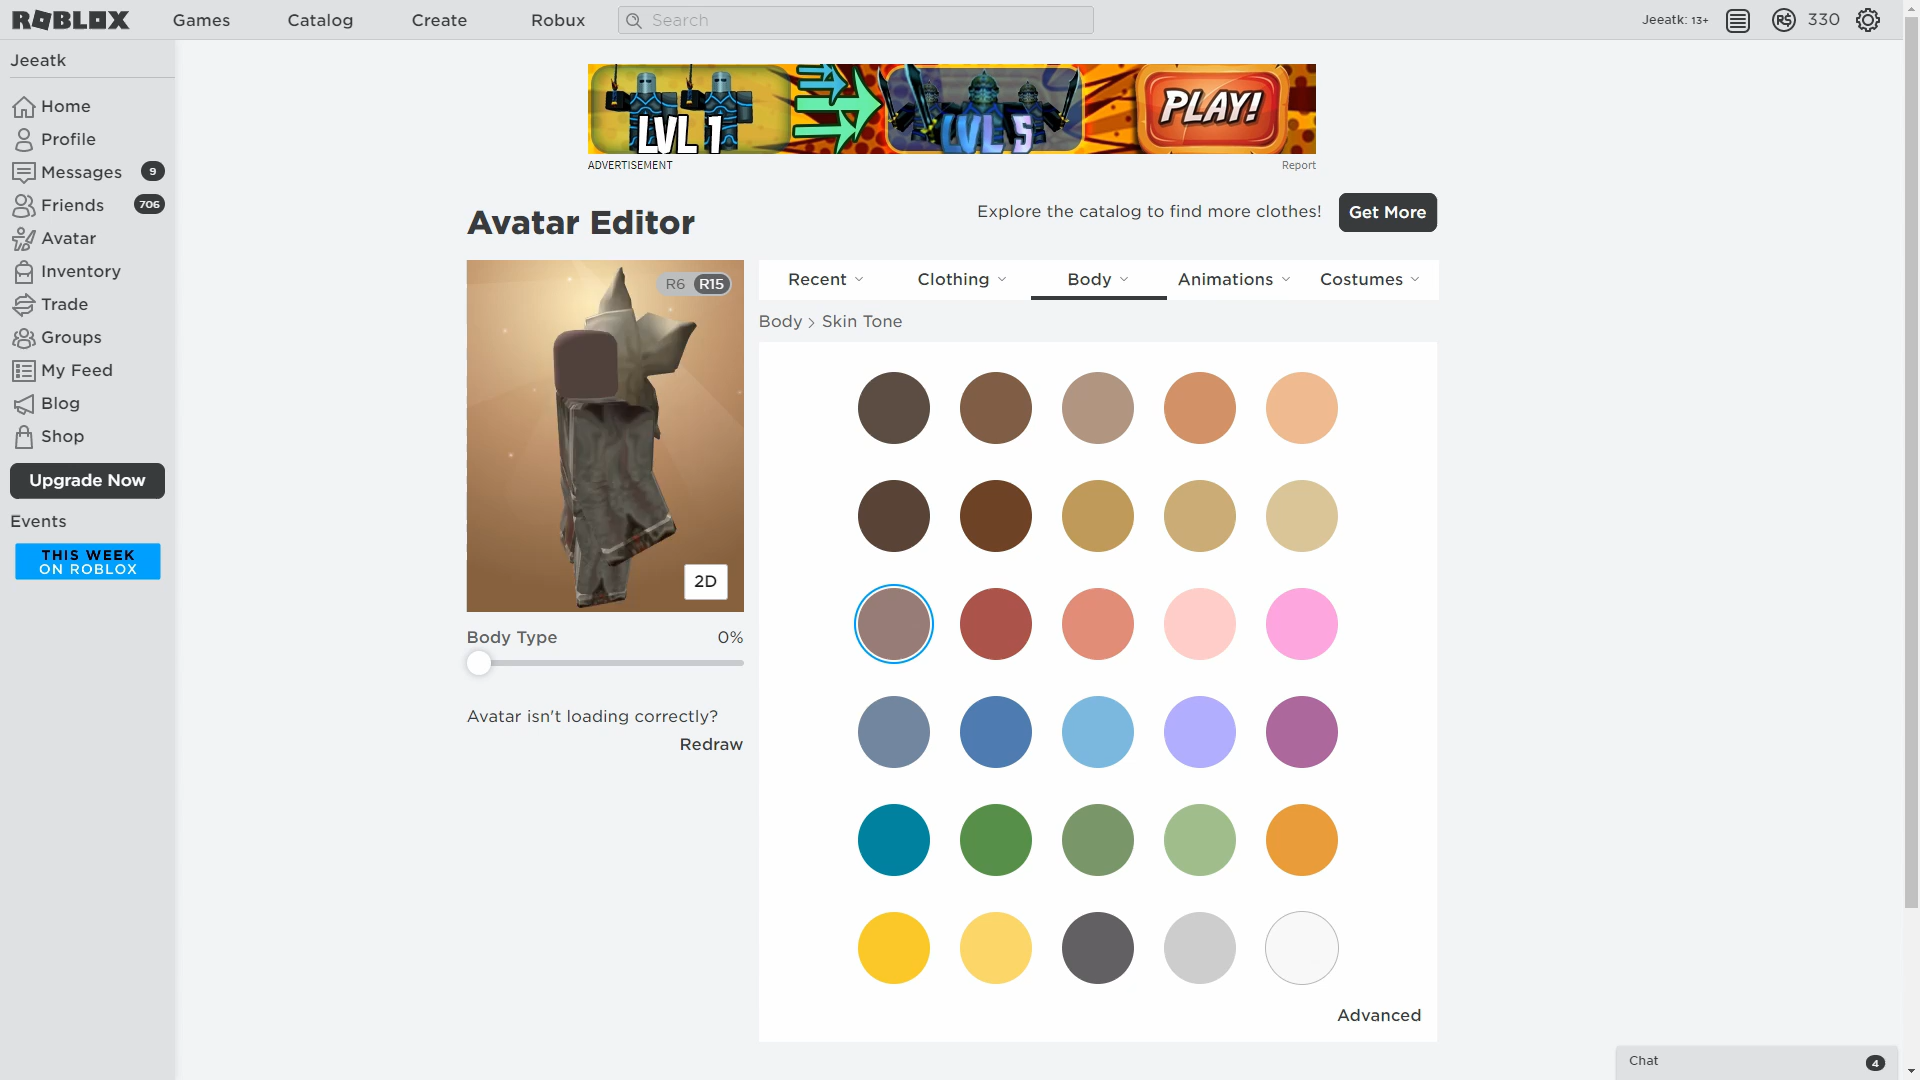 ROBLOX
Games
Catalog
Create
Robux
Search
Jeeatk: 13+
330
Jeeatk
Home
Profile
Messages 9
Friends 706
Avatar
Inventory
Trade
Groups
My Feed
Blog
Shop
Upgrade Now
Events
THIS WEEK
ON ROBLOX
LVL 1
LVL 5
PLAY!
ADVERTISEMENT
Report
Avatar Editor
Explore the catalog to find more clothes!
Get More
R6 R15
2D
Body Type 0%
Avatar isn't loading correctly?
Redraw
Recent
Clothing
Body
Animations
Costumes
Body > Skin Tone
Advanced
Chat 4